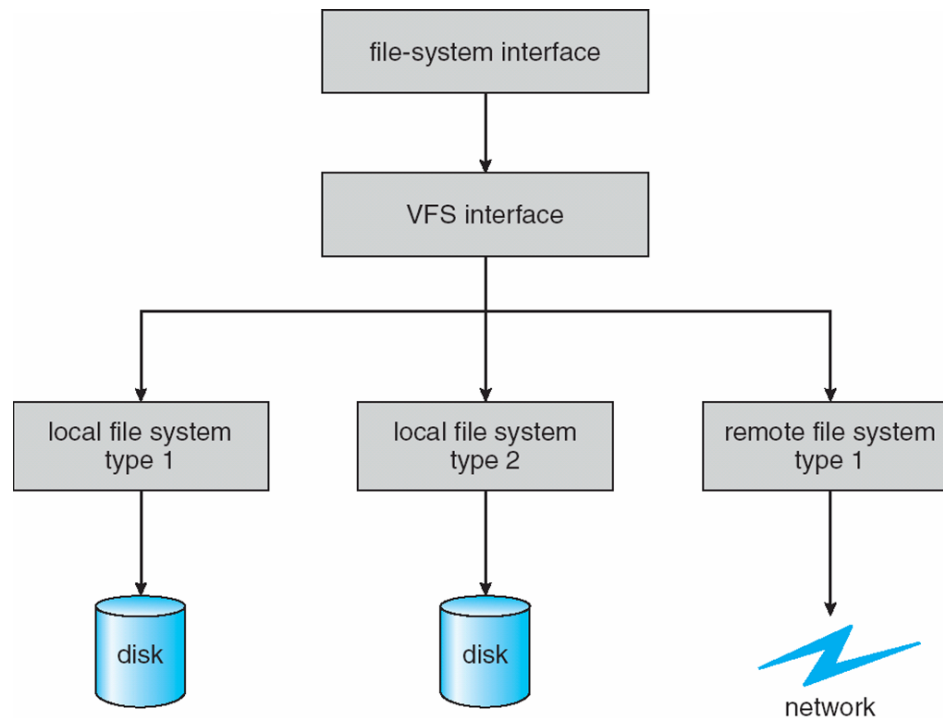 file-system interface
VFS interface
local file system
type 1
local file system
type 2
remote file system
type 1
disk
disk
network